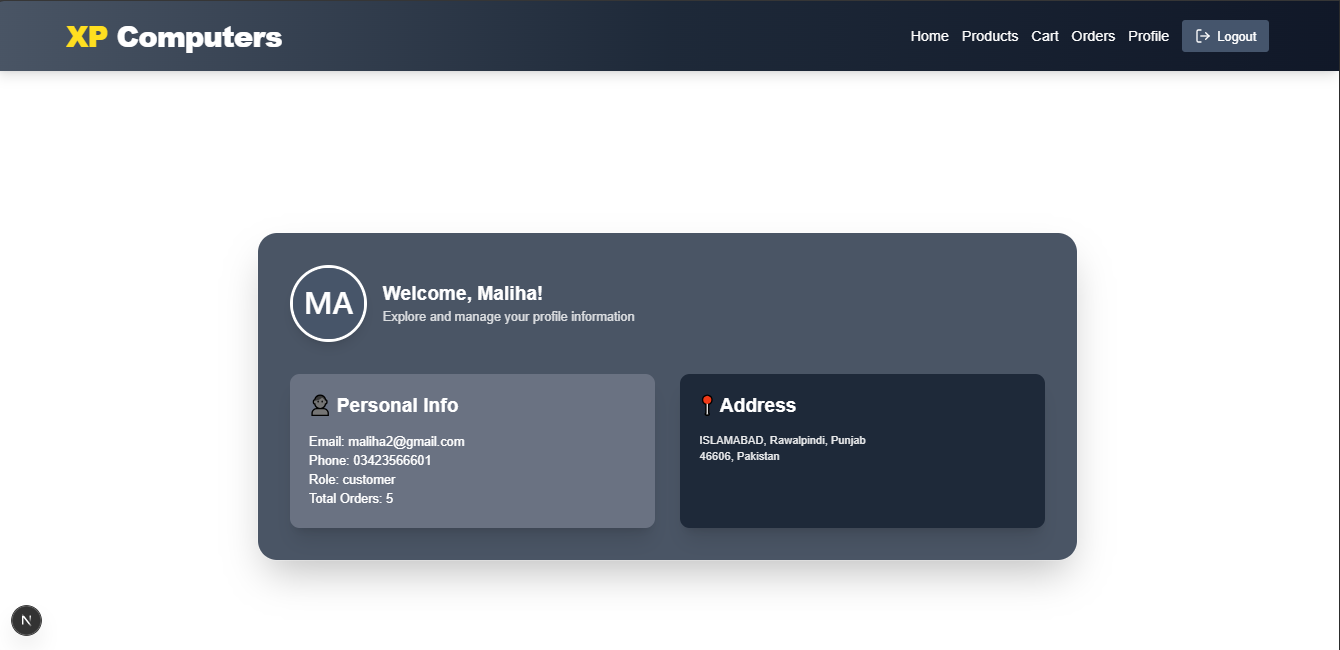 XP Computers
Home Products Cart Orders Profile Logout
MA
Welcome, Maliha!
Explore and manage your profile information
Personal Info
Email: maliha2@gmail.com
Phone: 03423566601
Role: customer
Total Orders: 5
Address
ISLAMABAD, Rawalpindi, Punjab
46606, Pakistan
N